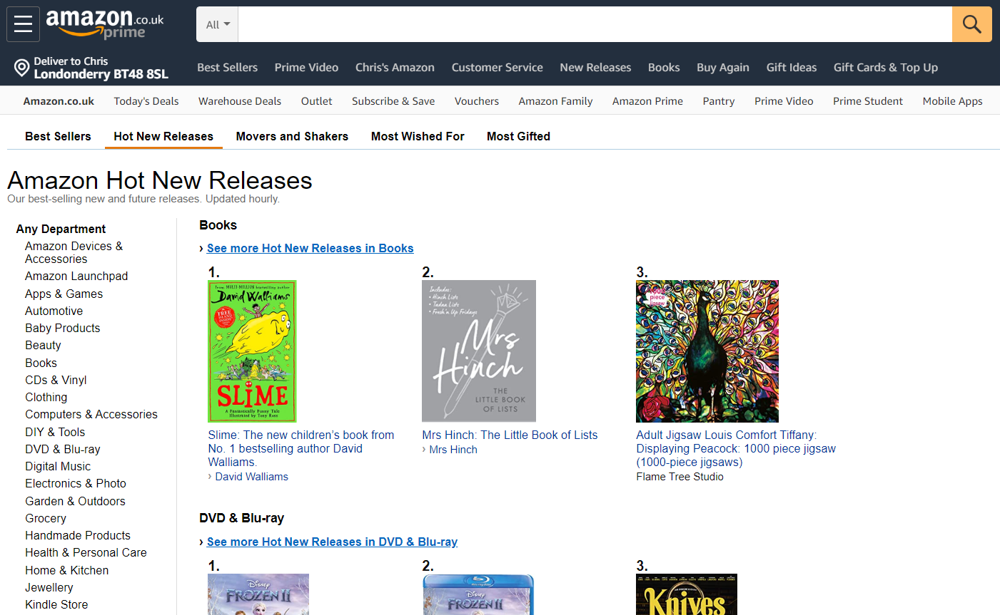 amazon.co.uk
prime
All
Deliver to Chris
Londonderry BT48 8SL
Best Sellers Prime Video Chris's Amazon Customer Service New Releases Books Buy Again Gift Ideas Gift Cards & Top Up
Amazon.co.uk Today's Deals Warehouse Deals Outlet Subscribe & Save Vouchers Amazon Family Amazon Prime Pantry Prime Video Prime Student Mobile Apps
Best Sellers Hot New Releases Movers and Shakers Most Wished For Most Gifted
Amazon Hot New Releases
Our best-selling new and future releases. Updated hourly.
Any Department
Amazon Devices &
Accessories
Amazon Launchpad
Apps & Games
Automotive
Baby Products
Beauty
Books
CDs & Vinyl
Clothing
Computers & Accessories
DIY & Tools
DVD & Blu-ray
Digital Music
Electronics & Photo
Garden & Outdoors
Grocery
Handmade Products
Health & Personal Care
Home & Kitchen
Jewellery
Kindle Store
Books
› See more Hot New Releases in Books
1.
From MULTI-MILLION bestselling author
David Walliams
FREE
SLIME
A Fantastically Funny Tale
Illustrated by Tony Ross
Slime: The new children’s book from
No. 1 bestselling author David
Walliams.
› David Walliams
2.
Includes:
• Hinch Lists
• Tadaa Lists
• Fresh'n Up Fridays
Mrs
Hinch
THE
LITTLE BOOK
OF LISTS
Mrs Hinch: The Little Book of Lists
› Mrs Hinch
3.
1000
piece
jigsaw
Adult Jigsaw Louis Comfort Tiffany:
Displaying Peacock: 1000 piece jigsaw
(1000-piece jigsaws)
Flame Tree Studio
DVD & Blu-ray
› See more Hot New Releases in DVD & Blu-ray
1.
Disney
FROZEN II
2.
Blu-ray Disc
Disney
FROZEN II
3.
Knives